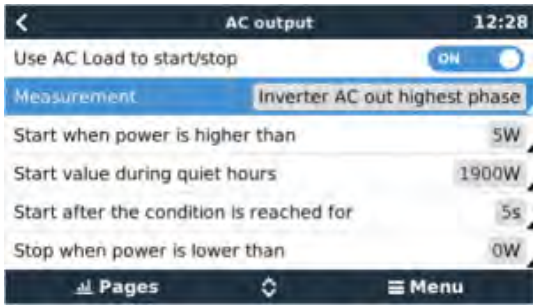 AC output 12:28
Use AC Load to start/stop ON
Measurement Inverter AC out highest phase
Start when power is higher than 5W
Start value during quiet hours 1900W
Start after the condition is reached for 5s
Stop when power is lower than 0W
Pages Menu